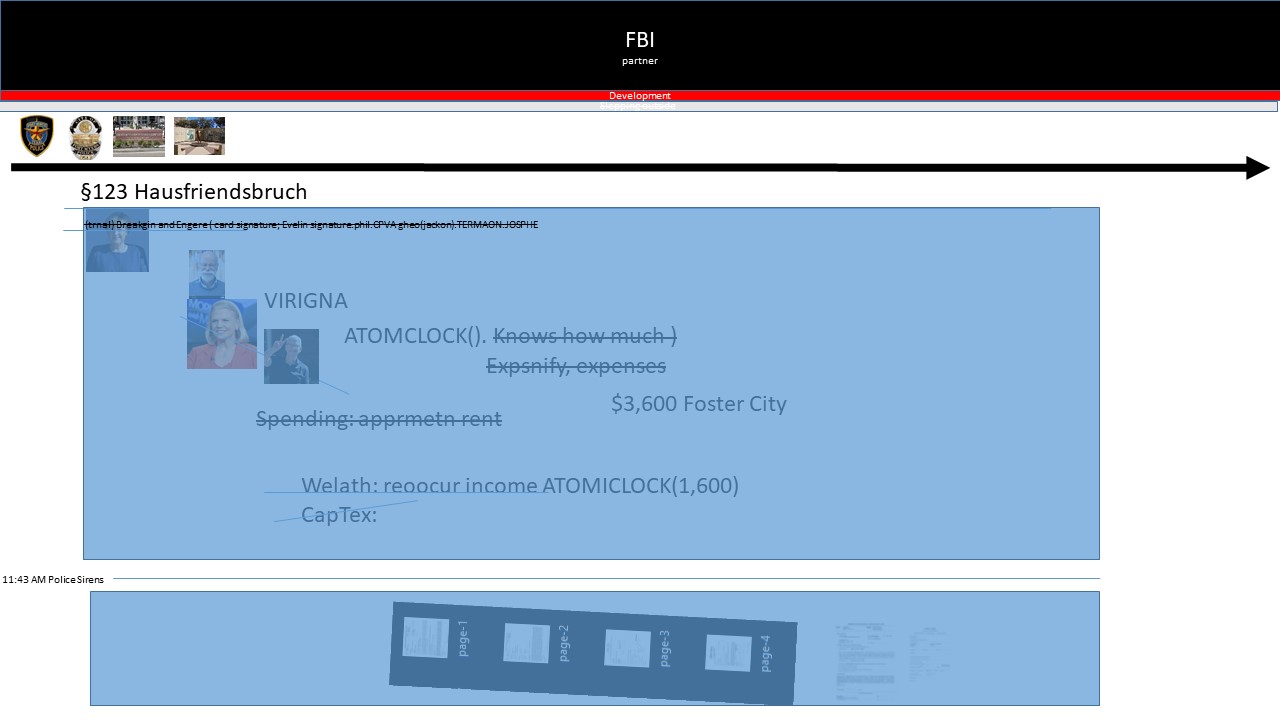 FBI
partner
Development
POLICE
§123 Hausfriendsbruch
(trnal) Breakgin and Engere ( card signature; Evelin signature.phil.CPVA gheo(jackon).TERMAON.JOSPHE
VIRIGNA
ATOMCLOCK(). Knows how much )
Expsnify, expenses
$3,600 Foster City
Spending: apprmetn rent
Welath: reoocur income ATOMICLOCK(1,600)
CapTex:
11:43 AM Police Sirens
page-1
page-2
page-3
page-4